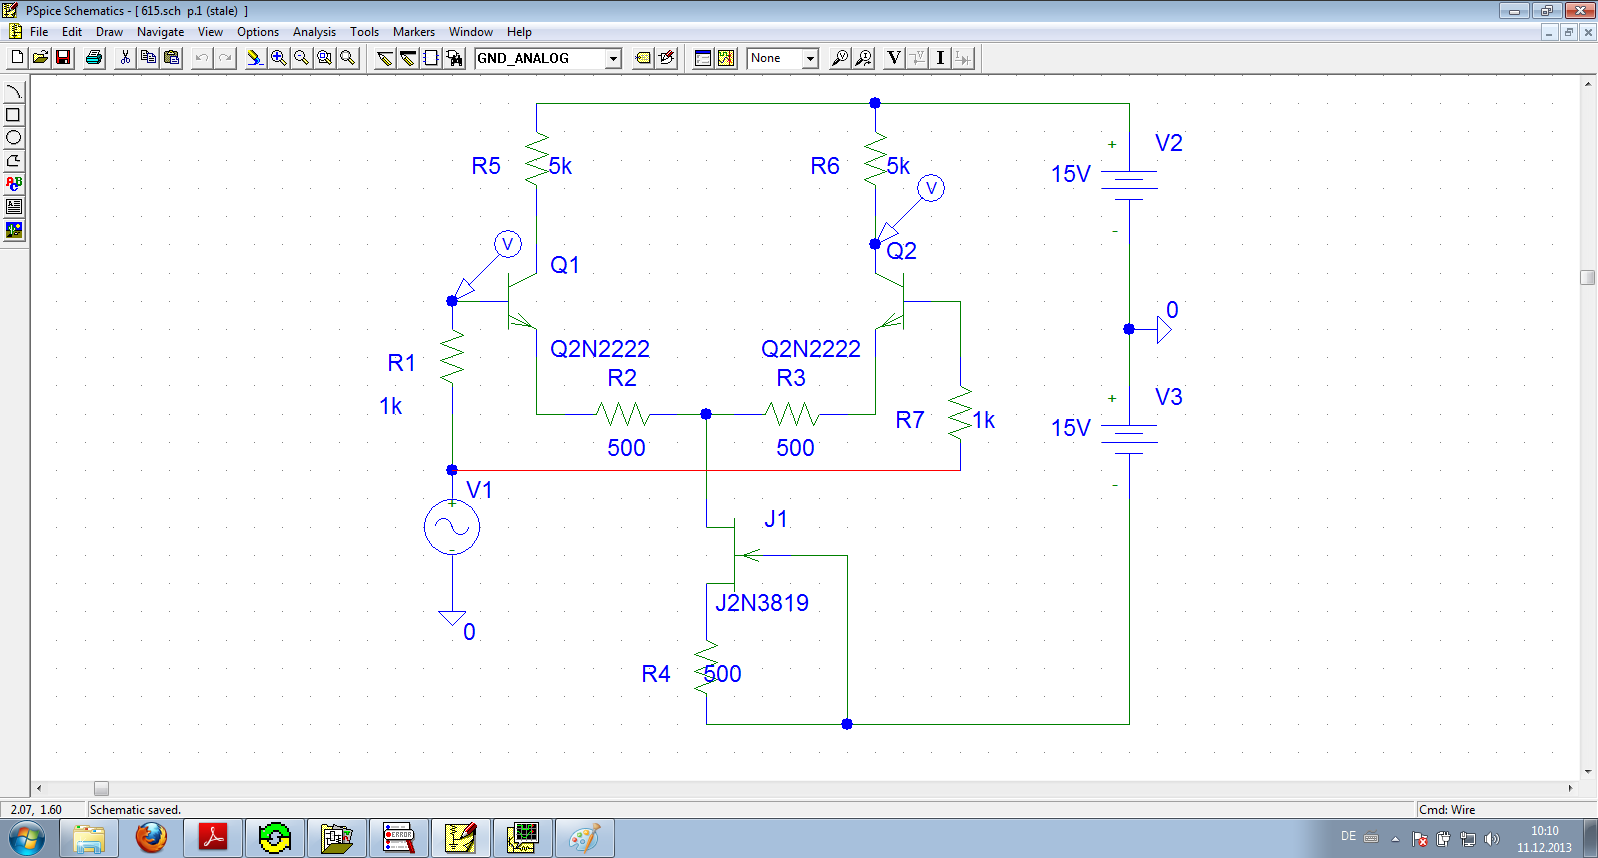 PSpice Schematics - [ 615.sch  p.1 (stale)  ]
File Edit Draw Navigate View Options Analysis Tools Markers Window Help
GND_ANALOG
None
V
I
ABC
V2
+
15V
-
R5
5k
R6
5k
V
Q2
V
Q1
0
R1
1k
Q2N2222
Q2N2222
R2
R3
500
500
R7
1k
V3
+
15V
-
V1
+
-
0
J1
J2N3819
R4
500
2.07,  1.60
Schematic saved.
Cmd: Wire
ERROR
DE
10:10
11.12.2013